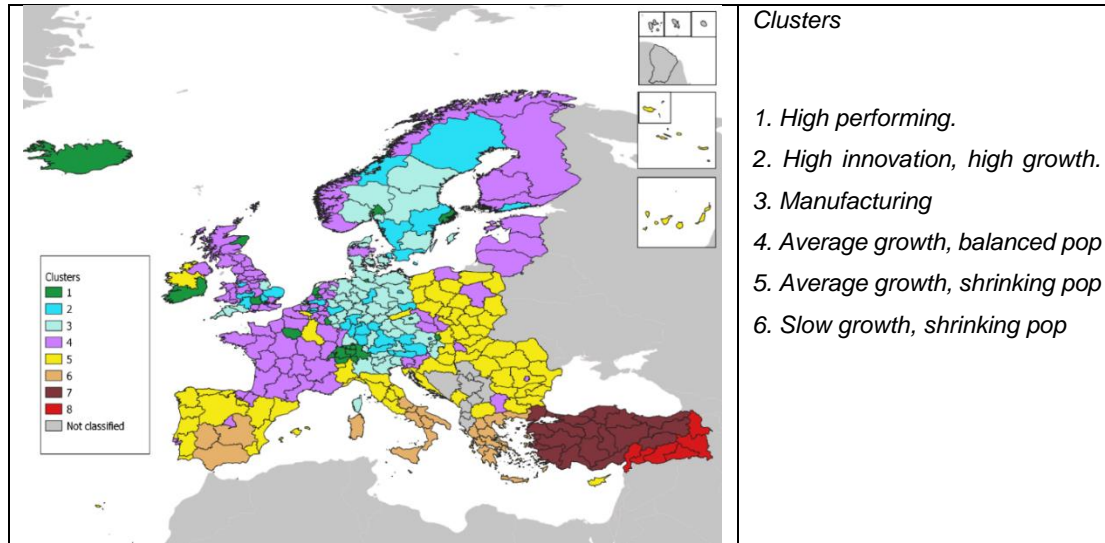 Clusters
1
2
3
4
5
6
7
8
Not classified
Clusters
1. High performing.
2. High innovation, high growth.
3. Manufacturing
4. Average growth, balanced pop
5. Average growth, shrinking pop
6. Slow growth, shrinking pop